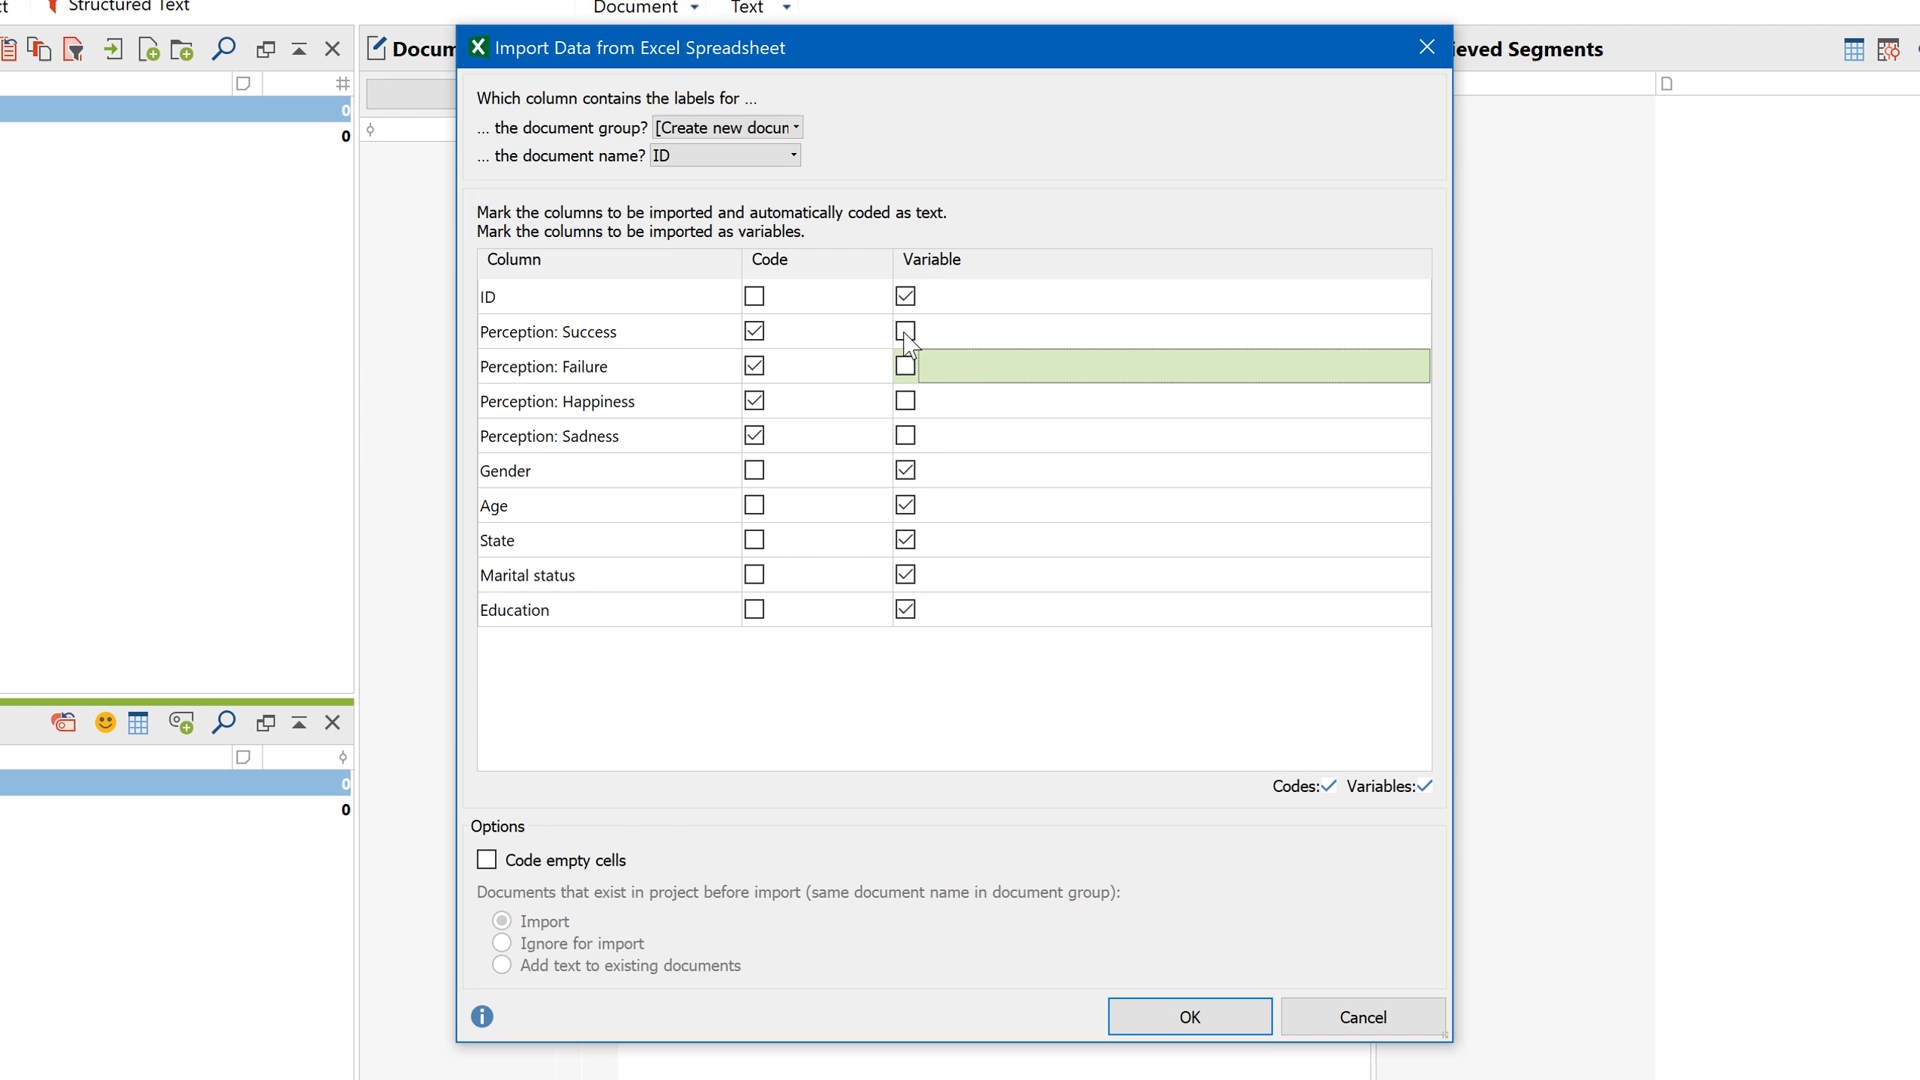 Structured Text
Document
Text
Import Data from Excel Spreadsheet
Which column contains the labels for ...
... the document group? [Create new docun
... the document name? ID
Mark the columns to be imported and automatically coded as text.
Mark the columns to be imported as variables.
Column Code Variable
ID
Perception: Success
Perception: Failure
Perception: Happiness
Perception: Sadness
Gender
Age
State
Marital status
Education
Codes: Variables:
Options
Code empty cells
Documents that exist in project before import (same document name in document group):
Import
Ignore for import
Add text to existing documents
OK Cancel
Docum
ieved Segments
0
0
0
0